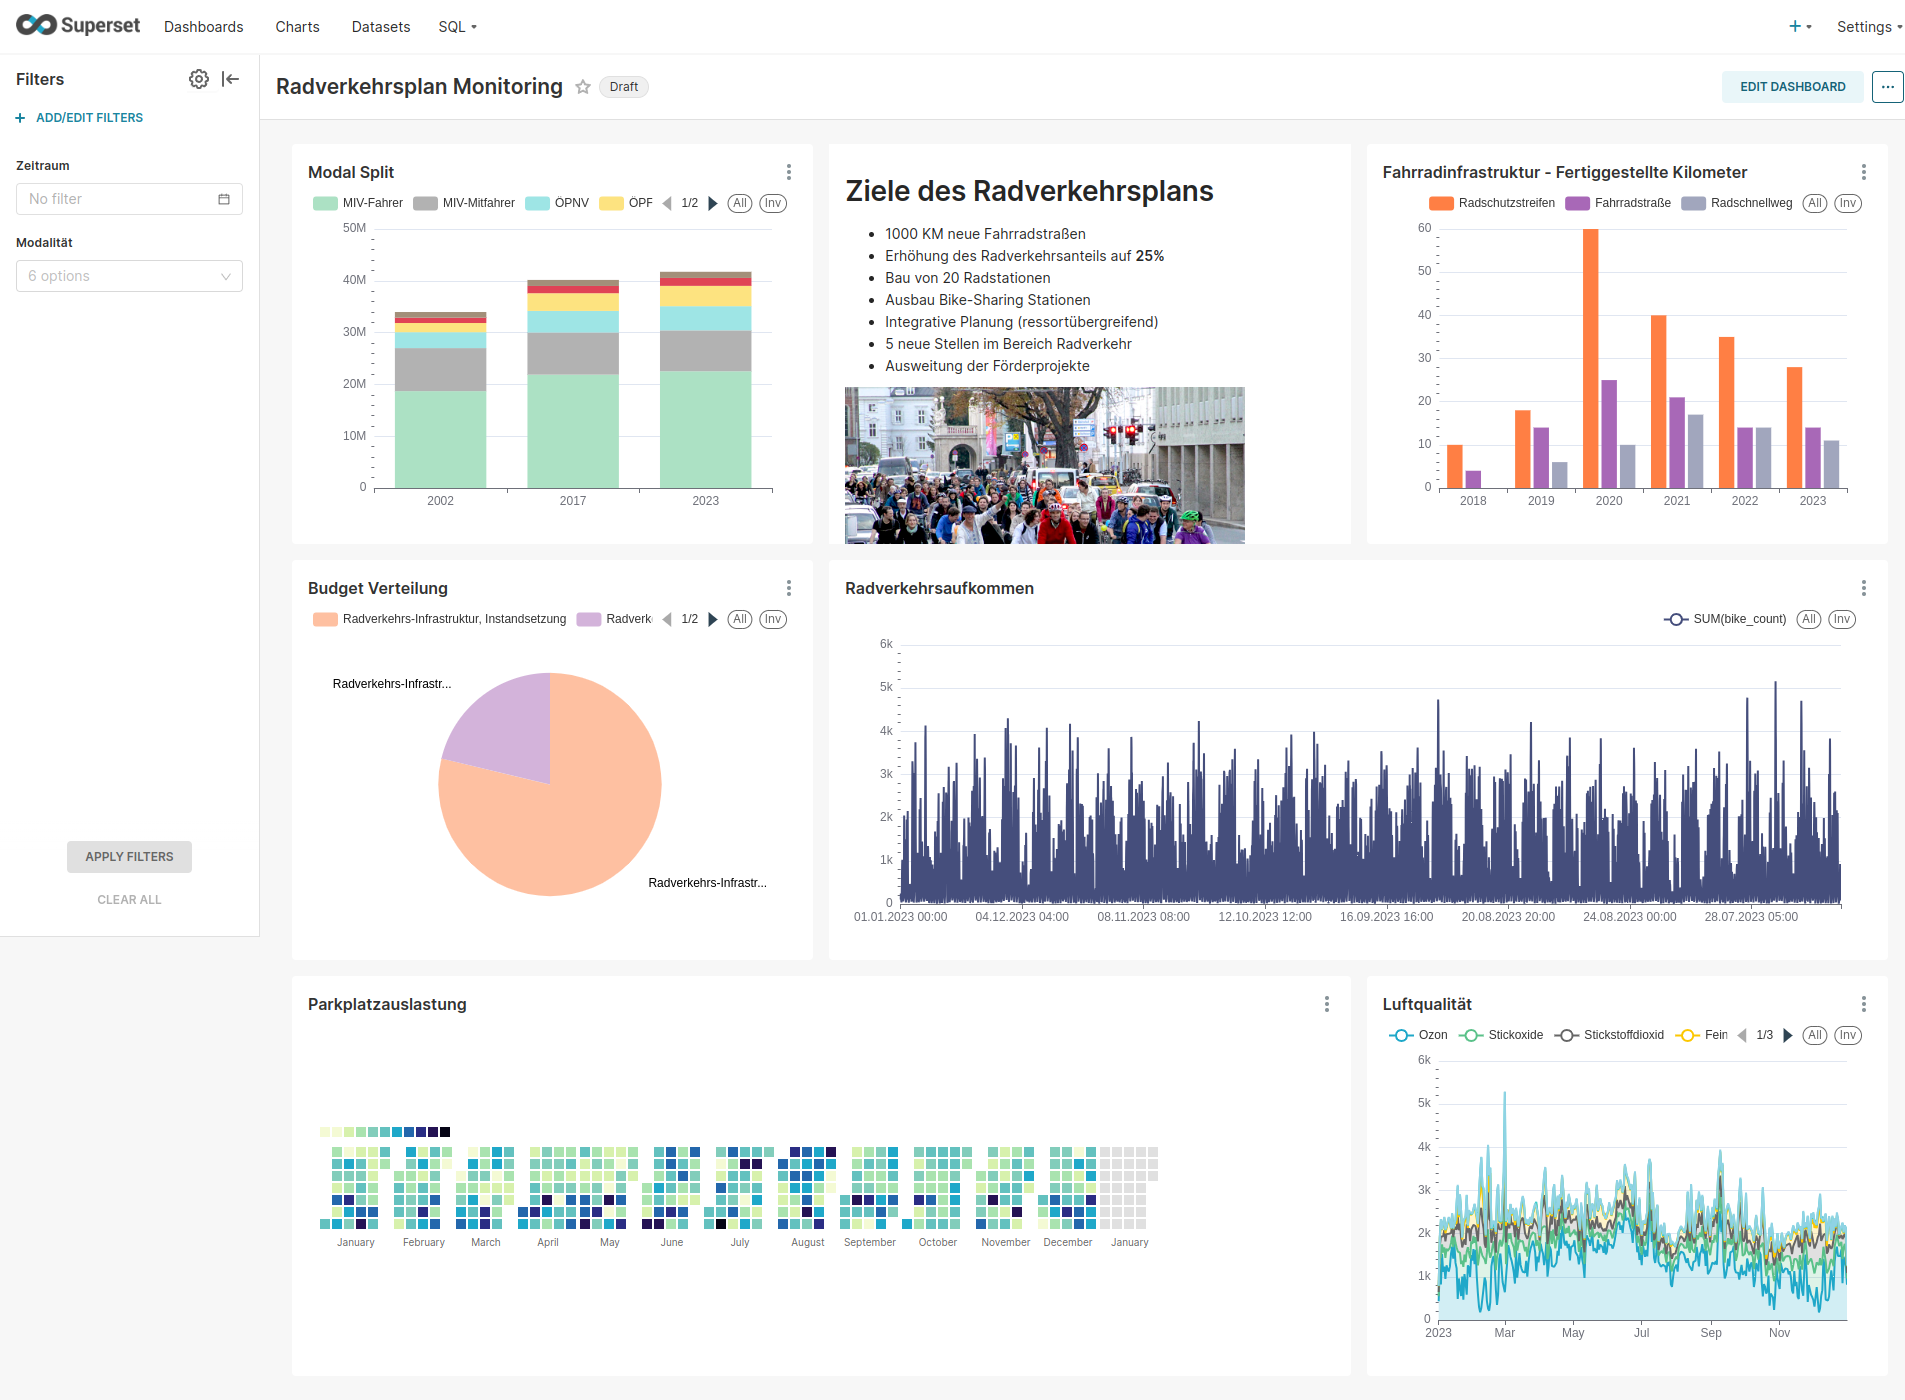 Superset
Dashboards
Charts
Datasets
SQL
+
Settings
Filters
+ ADD/EDIT FILTERS
Zeitraum
No filter
Modalität
6 options
APPLY FILTERS
CLEAR ALL
Radverkehrsplan Monitoring
Draft
EDIT DASHBOARD
...
Modal Split
MIV-Fahrer MIV-Mitfahrer ÖPNV ÖPF 1/2 All Inv
50M
40M
30M
20M
10M
0
2002 2017 2023
Ziele des Radverkehrsplans
• 1000 KM neue Fahrradstraßen
• Erhöhung des Radverkehrsanteils auf 25%
• Bau von 20 Radstationen
• Ausbau Bike-Sharing Stationen
• Integrative Planung (ressortübergreifend)
• 5 neue Stellen im Bereich Radverkehr
• Ausweitung der Förderprojekte
Fahrradinfrastruktur - Fertiggestellte Kilometer
Radschutzstreifen Fahrradstraße Radschnellweg All Inv
60
50
40
30
20
10
0
2018 2019 2020 2021 2022 2023
Budget Verteilung
Radverkehrs-Infrastruktur, Instandsetzung Radverk 1/2 All Inv
Radverkehrs-Infrastr...
Radverkehrs-Infrastr...
Radverkehrsaufkommen
SUM(bike_count) All Inv
6k
5k
4k
3k
2k
1k
0
01.01.2023 00:00 04.12.2023 04:00 08.11.2023 08:00 12.10.2023 12:00 16.09.2023 16:00 20.08.2023 20:00 24.08.2023 00:00 28.07.2023 05:00
Parkplatzauslastung
January February March April May June July August September October November December January
Luftqualität
Ozon Stickoxide Stickstoffdioxid Fein 1/3 All Inv
6k
5k
4k
3k
2k
1k
0
2023 Mar May Jul Sep Nov